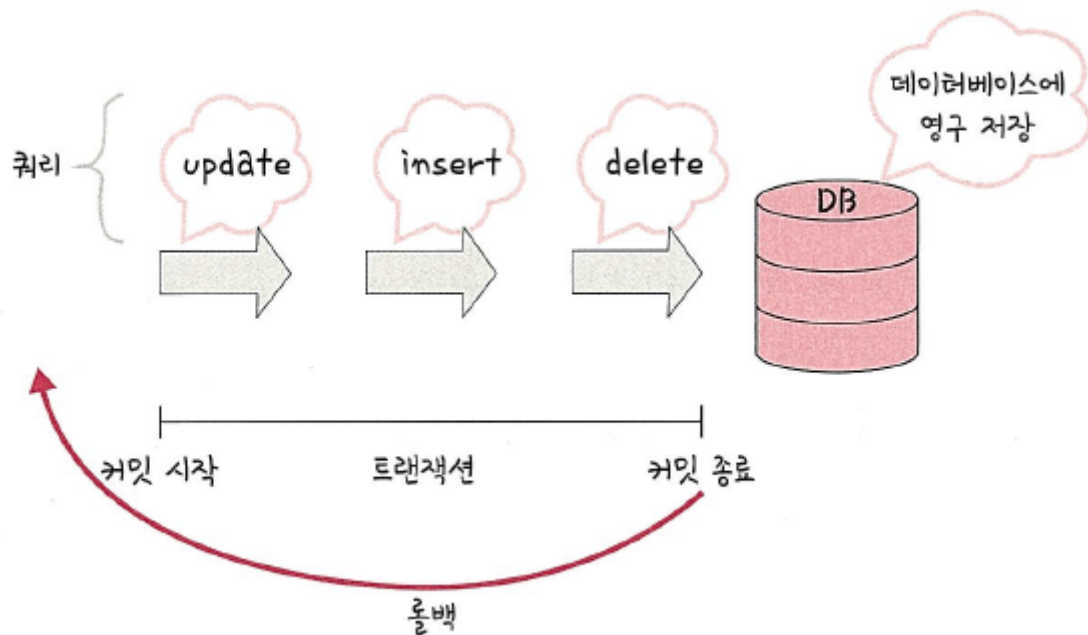 데이터베이스에
영구 저장
쿼리
update
insert
delete
DB
커밋 시작
트랜잭션
커밋 종료
롤백